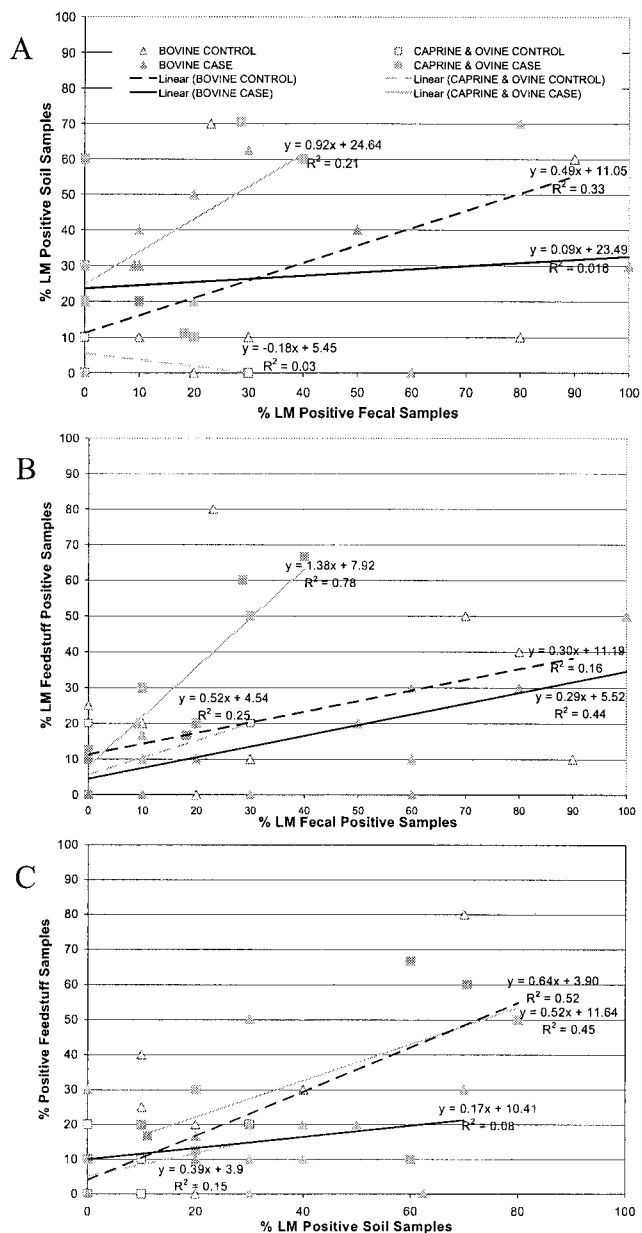 A
100
90
80
70
60
50
40
30
20
10
0
% LM Positive Soil Samples
BOVINE CONTROL
CAPRINE & OVINE CONTROL
BOVINE CASE
CAPRINE & OVINE CASE
Linear (BOVINE CONTROL)
Linear (CAPRINE & OVINE CONTROL)
Linear (BOVINE CASE)
Linear (CAPRINE & OVINE CASE)
y = 0.92x + 24.64
R² = 0.21
y = 0.49x + 11.05
R² = 0.33
y = 0.09x + 23.49
R² = 0.016
y = -0.18x + 5.45
R² = 0.03
0 10 20 30 40 50 60 70 80 90 100
% LM Positive Fecal Samples
B
100
90
80
70
60
50
40
30
20
10
0
% LM Feedstuff Positive Samples
y = 1.38x + 7.92
R² = 0.78
y = 0.30x + 11.19
R² = 0.16
y = 0.52x + 4.54
R² = 0.25
y = 0.29x + 5.52
R² = 0.44
0 10 20 30 40 50 60 70 80 90 100
% LM Fecal Positive Samples
C
100
90
80
70
60
50
40
30
20
10
0
% Positive Feedstuff Samples
y = 0.64x + 3.90
R² = 0.52
y = 0.52x + 11.64
R² = 0.45
y = 0.17x + 10.41
R² = 0.08
y = 0.39x + 3.9
R² = 0.15
0 10 20 30 40 50 60 70 80 90 100
% LM Positive Soil Samples